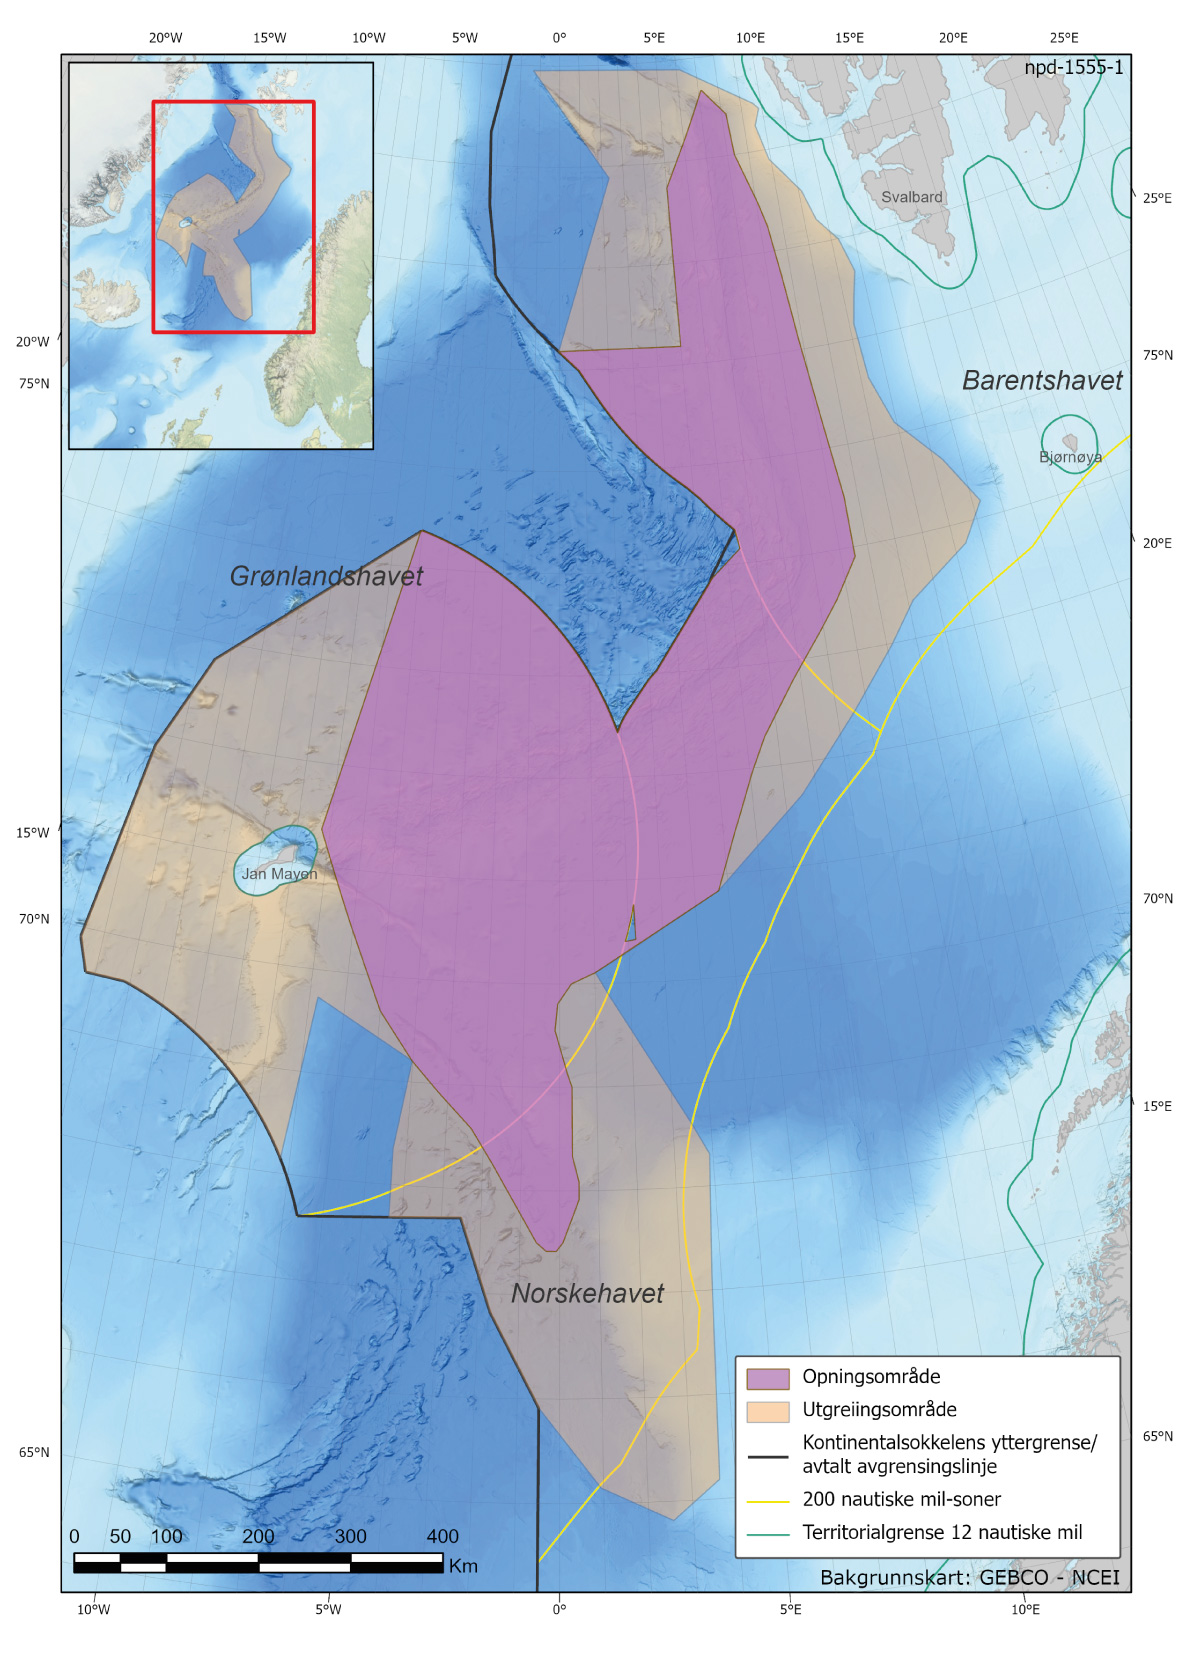 20°W 15°W 10°W 5°W 0° 5°E 10°E 15°E 20°E 25°E
npd-1555-1
Svalbard
25°E
20°W
75°N
75°N
Barentshavet
Bjørnøya
20°E
Grønlandshavet
15°W
Jan Mayen
70°N
70°N
15°E
Norskehavet
Opningsområde
Utgreiingsområde
Kontinentalsokkelens yttergrense/
avtalt avgrensingslinje
200 nautiske mil-soner
Territorialgrense 12 nautiske mil
65°N
65°N
0 50 100 200 300 400
Km
Bakgrunnskart: GEBCO - NCEI
10°W 5°W 0° 5°E 10°E